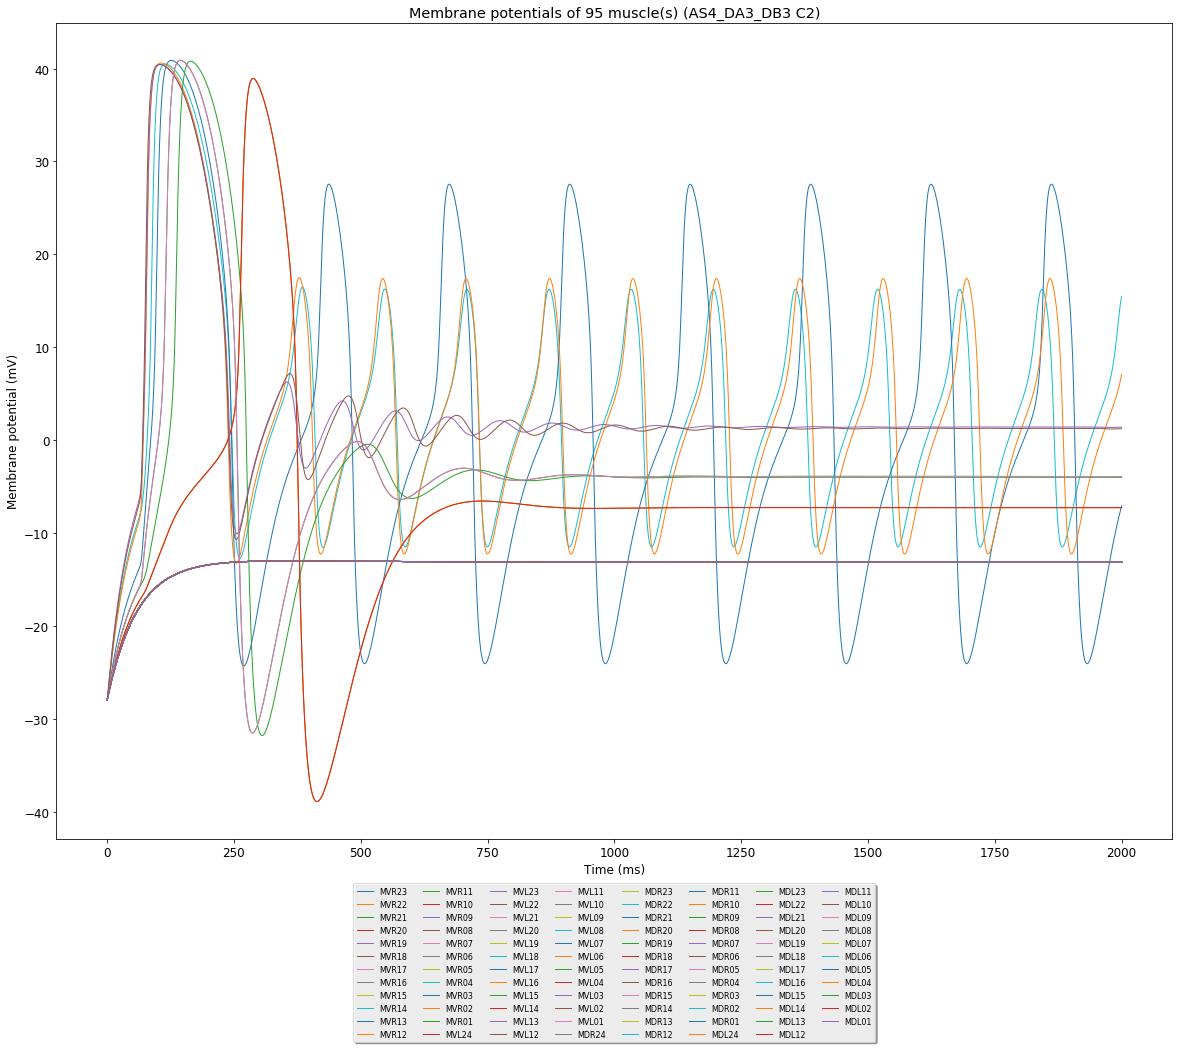 Membrane potentials of 95 muscle(s) (AS4_DA3_DB3 C2)
Membrane potential (mV)
40
30
20
10
0
−10
−20
−30
−40
0 250 500 750 1000 1250 1500 1750 2000
Time (ms)
MVR23 MVR11 MVL23 MVL11 MDR23 MDR11 MDL23 MDL11
MVR22 MVR10 MVL22 MVL10 MDR22 MDR10 MDL22 MDL10
MVR21 MVR09 MVL21 MVL09 MDR21 MDR09 MDL21 MDL09
MVR20 MVR08 MVL20 MVL08 MDR20 MDR08 MDL20 MDL08
MVR19 MVR07 MVL19 MVL07 MDR19 MDR07 MDL19 MDL07
MVR18 MVR06 MVL18 MVL06 MDR18 MDR06 MDL18 MDL06
MVR17 MVR05 MVL17 MVL05 MDR17 MDR05 MDL17 MDL05
MVR16 MVR04 MVL16 MVL04 MDR16 MDR04 MDL16 MDL04
MVR15 MVR03 MVL15 MVL03 MDR15 MDR03 MDL15 MDL03
MVR14 MVR02 MVL14 MVL02 MDR14 MDR02 MDL14 MDL02
MVR13 MVR01 MVL13 MVL01 MDR13 MDR01 MDL13 MDL01
MVR12 MVL24 MVL12 MDR24 MDR12 MDL24 MDL12